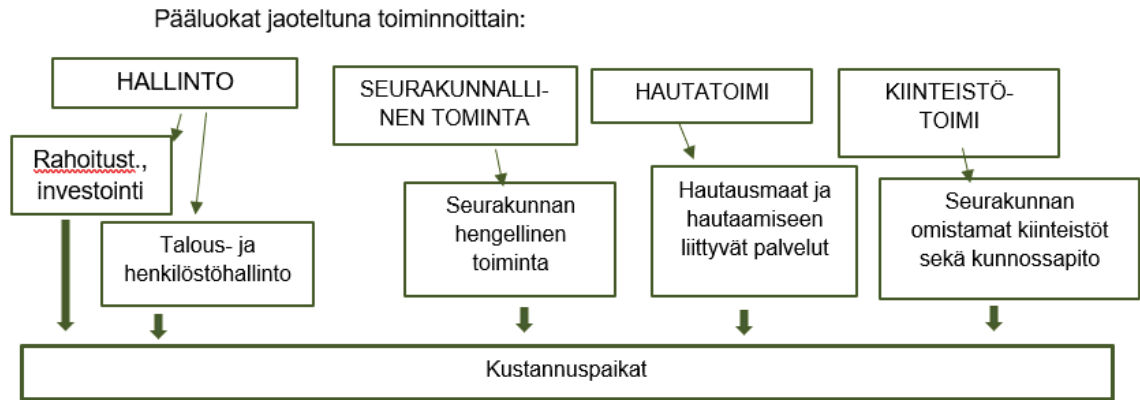 Pääluokat jaoteltuna toiminnoittain:
HALLINTO
SEURAKUNNALLI-
NEN TOMINTA
HAUTATOIMI
KIINTEISTÖ-
TOIMI
Rahoitust.,
investointi
Talous- ja
henkilöstöhallinto
Seurakunnan
hengellinen
toiminta
Hautausmaat ja
hautaamiseen
liittyvät palvelut
Seurakunnan
omistamat kiinteistöt
sekä kunnossapito
Kustannuspaikat